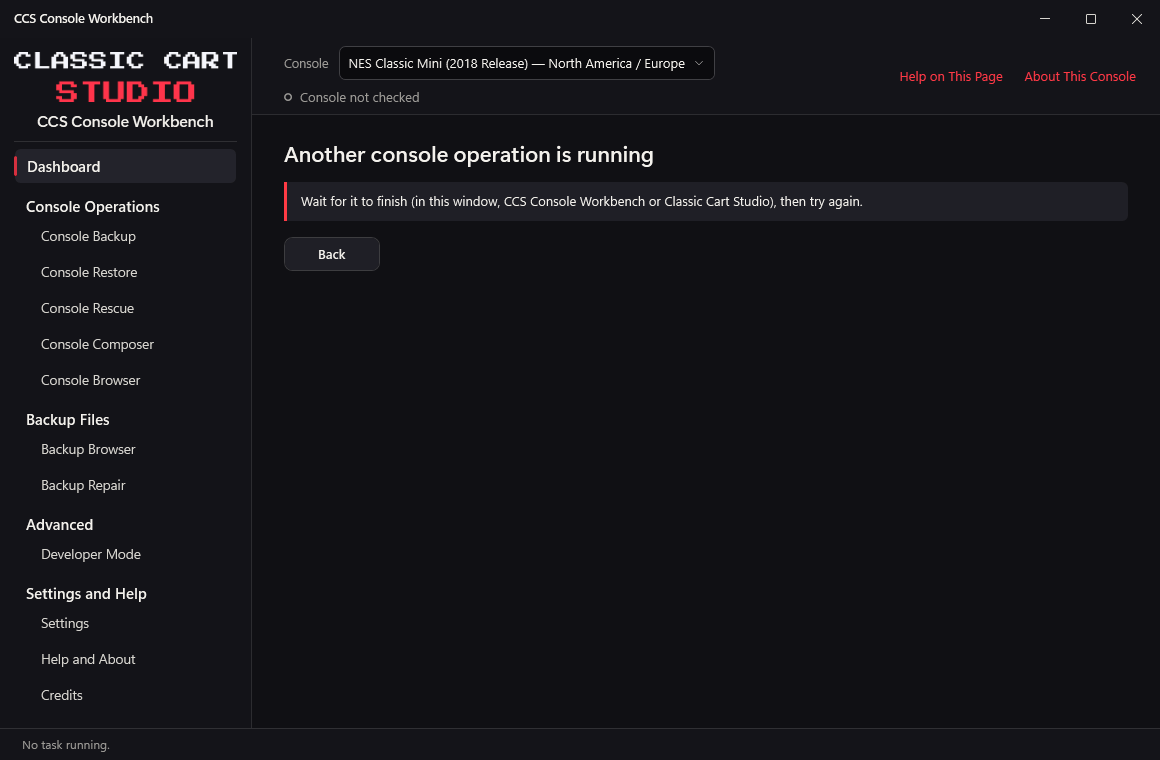 CCS Console Workbench
CLASSIC CART
STUDIO
CCS Console Workbench
Dashboard
Console Operations
Console Backup
Console Restore
Console Rescue
Console Composer
Console Browser
Backup Files
Backup Browser
Backup Repair
Advanced
Developer Mode
Settings and Help
Settings
Help and About
Credits
Console NES Classic Mini (2018 Release) — North America / Europe
Console not checked
Help on This Page About This Console
Another console operation is running
Wait for it to finish (in this window, CCS Console Workbench or Classic Cart Studio), then try again.
Back
No task running.